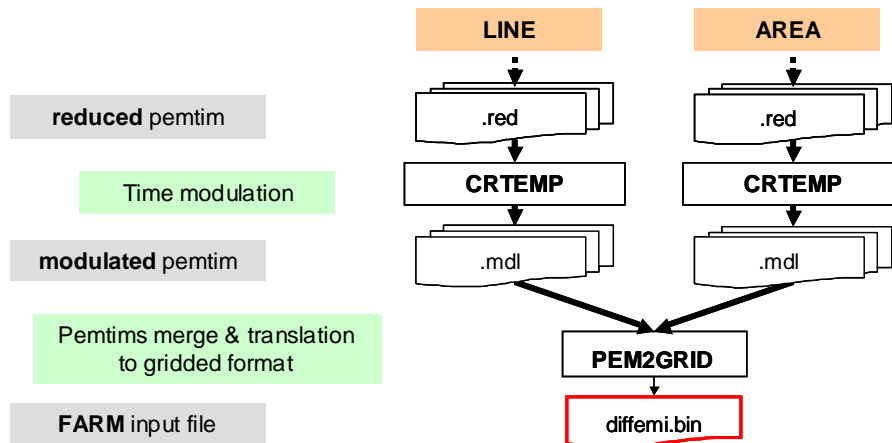 LINE
AREA
reduced pemtim
.red
.red
Time modulation
CRTEMP
CRTEMP
modulated pemtim
.mdl
.mdl
Pemtims merge & translation
to gridded format
PEM2GRID
FARM input file
diffemi.bin